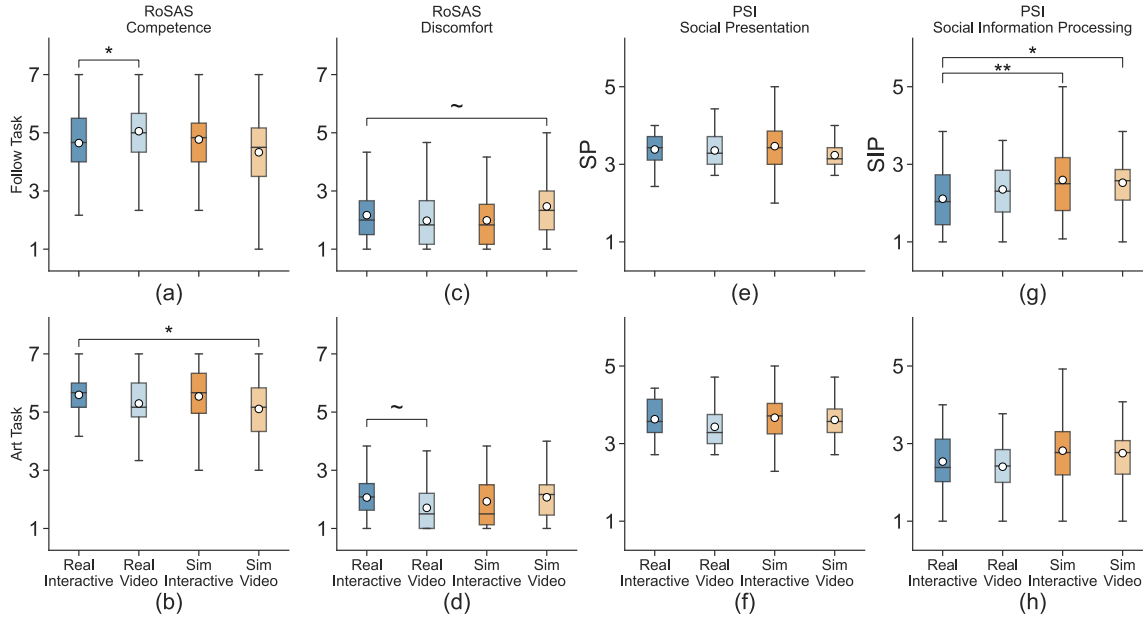 RoSAS
Competence
RoSAS
Discomfort
PSI
Social Presentation
PSI
Social Information Processing
Follow Task
7
5
3
1
*
(a)
7
5
3
1
~
(c)
SP
5
3
1
(e)
SIP
5
3
1
*
**
(g)
Art Task
7
5
3
1
*
Real
Interactive
Real
Video
Sim
Interactive
Sim
Video
(b)
7
5
3
1
~
Real
Interactive
Real
Video
Sim
Interactive
Sim
Video
(d)
5
3
1
Real
Interactive
Real
Video
Sim
Interactive
Sim
Video
(f)
5
3
1
Real
Interactive
Real
Video
Sim
Interactive
Sim
Video
(h)